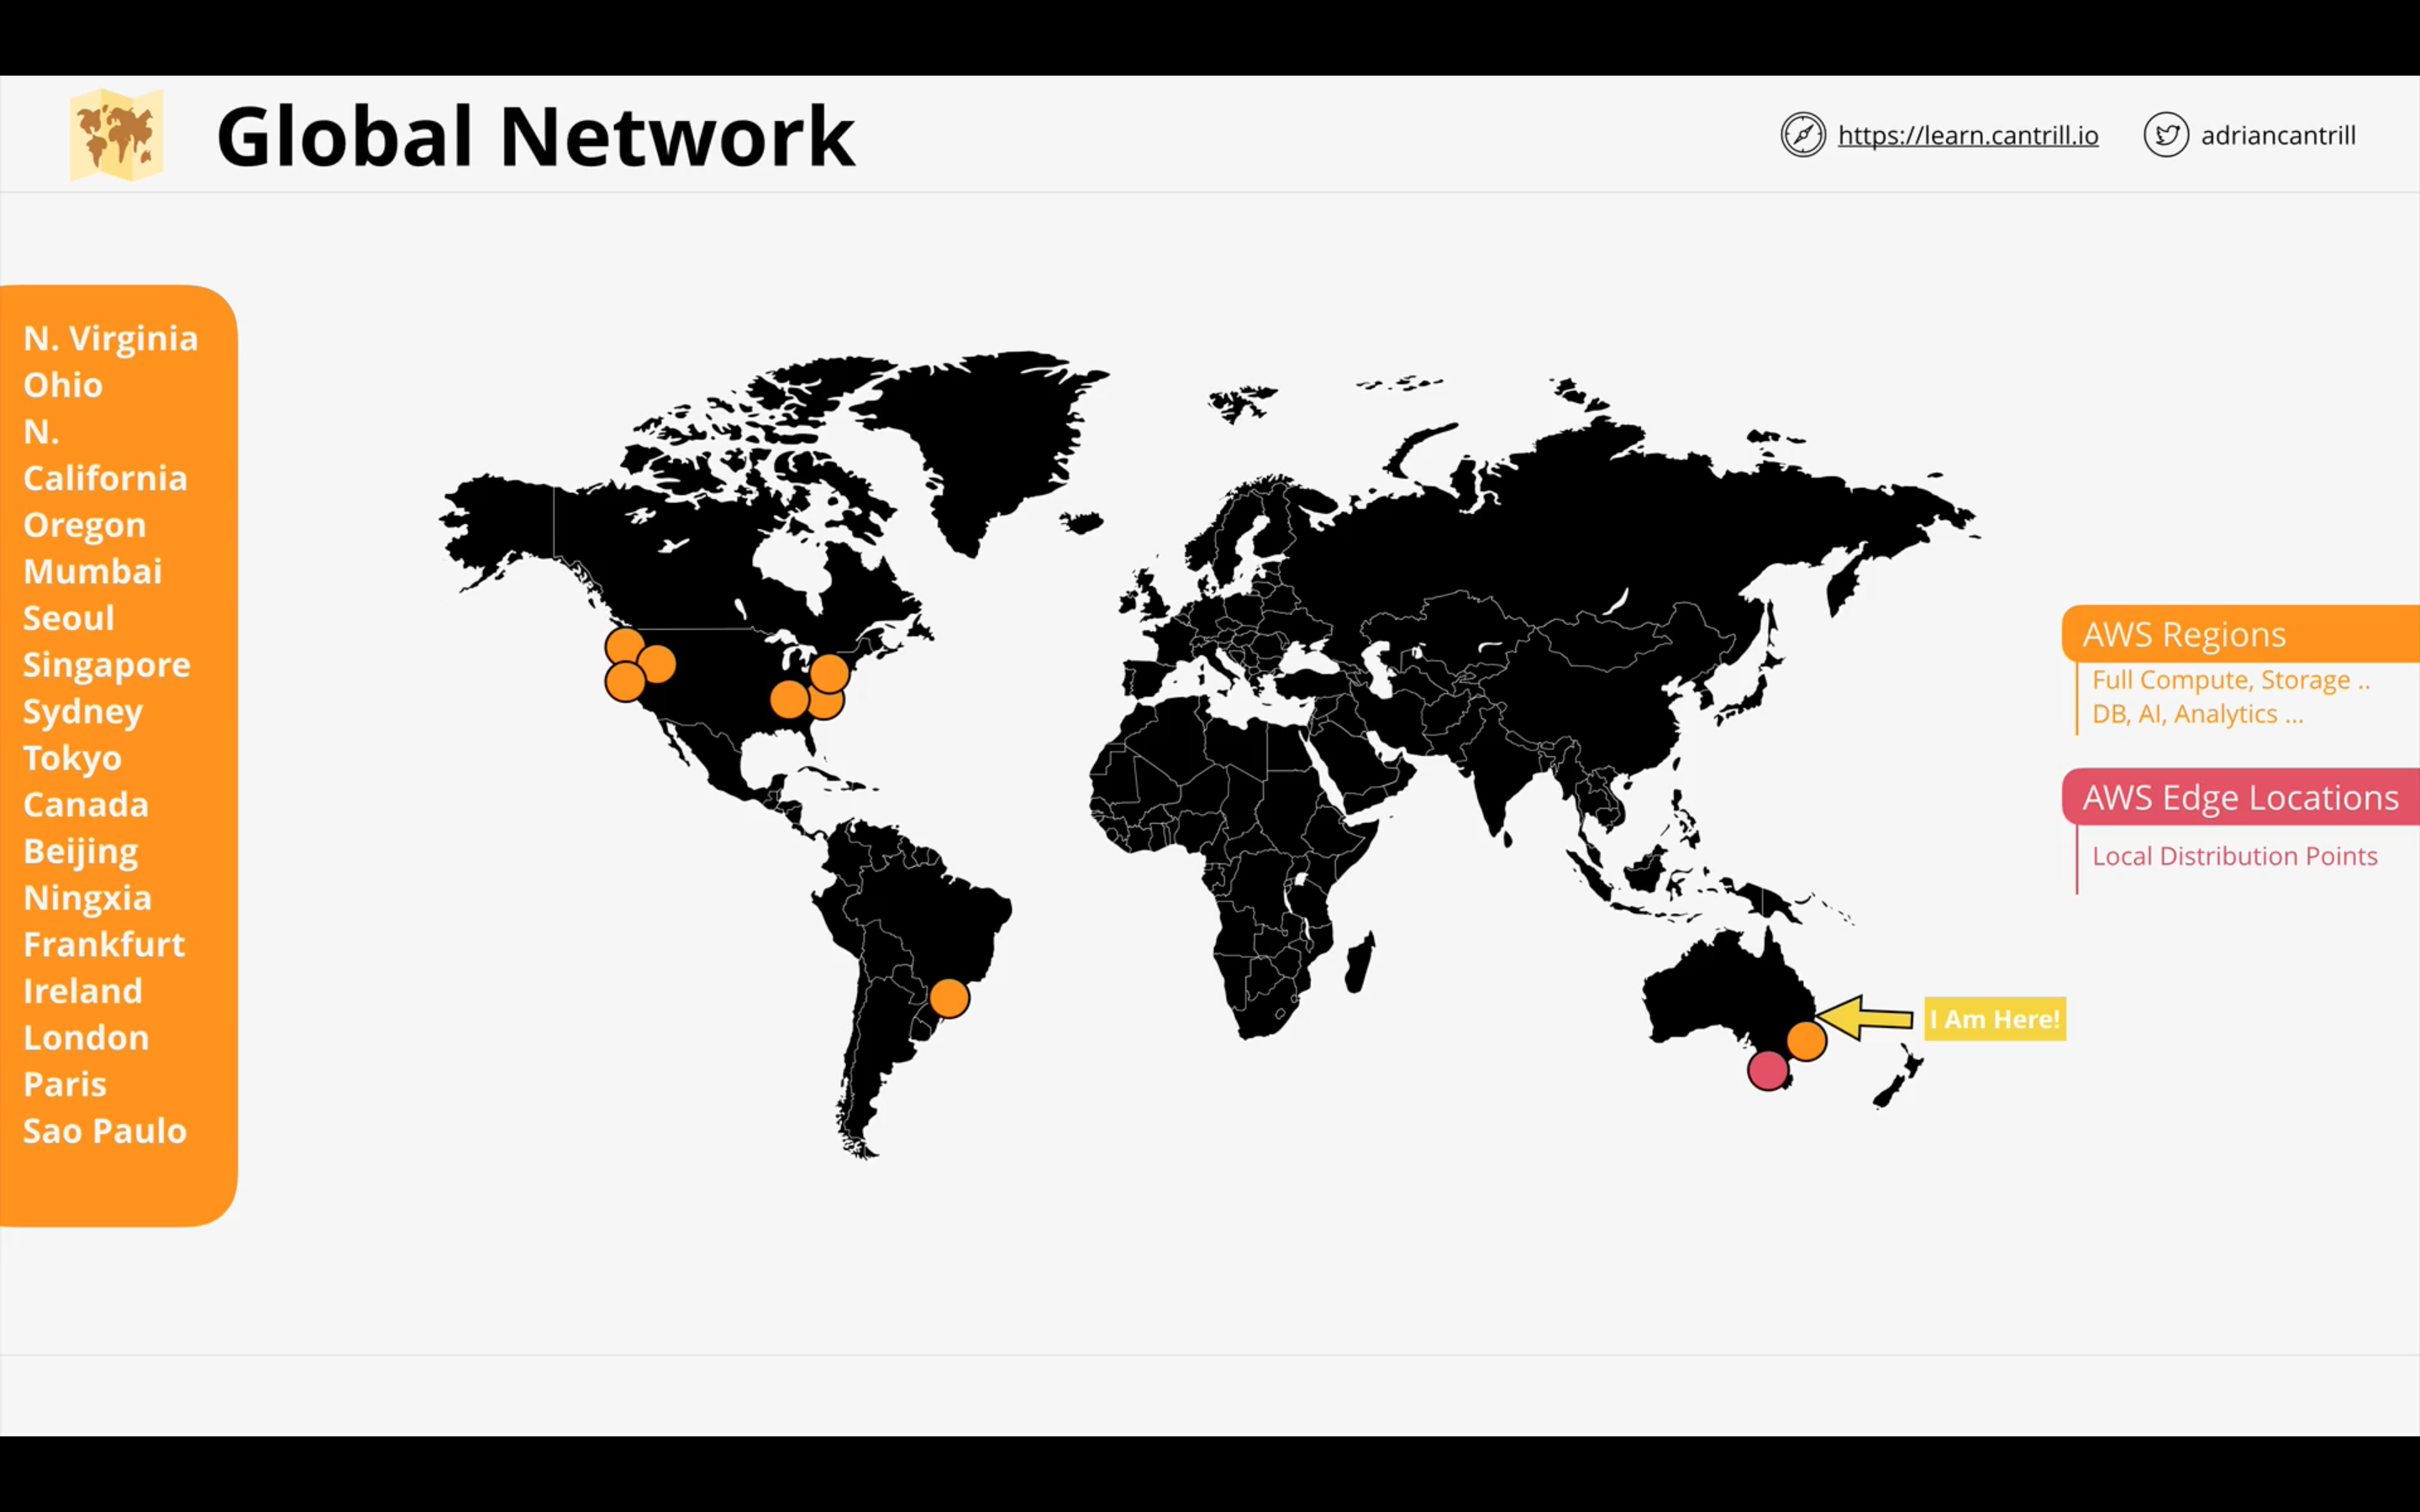 Global Network
https://learn.cantrill.io
adriancantrill
N. Virginia
Ohio
N.
California
Oregon
Mumbai
Seoul
Singapore
Sydney
Tokyo
Canada
Beijing
Ningxia
Frankfurt
Ireland
London
Paris
Sao Paulo
AWS Regions
Full Compute, Storage ..
DB, AI, Analytics ...
AWS Edge Locations
Local Distribution Points
I Am Here!